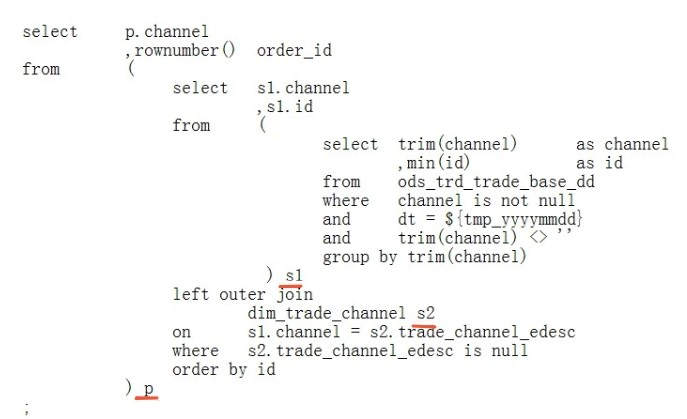 select p.channel
,rownumber() order_id
from (
select s1.channel
,s1.id
from (
select trim(channel) as channel
,min(id) as id
from ods_trd_trade_base_dd
where channel is not null
and dt = ${tmp_yyyymmdd}
and trim(channel) <> ''
group by trim(channel)
) s1
left outer join
dim_trade_channel s2
on s1.channel = s2.trade_channel_edesc
where s2.trade_channel_edesc is null
order by id
) p
;